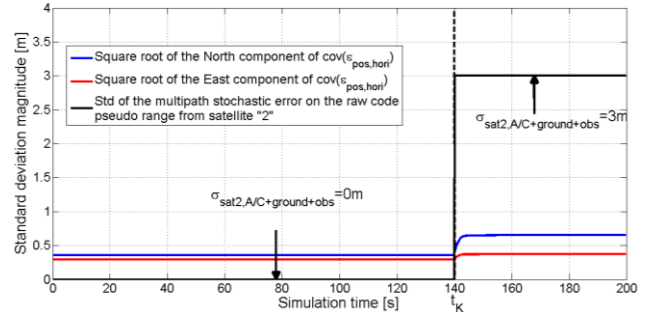 Standard deviation magnitude [m]
4
3.5
3
2.5
2
1.5
1
0.5
0
Square root of the North component of cov(ε_pos,hori)
Square root of the East component of cov(ε_pos,hori)
Std of the multipath stochastic error on the raw code
pseudo range from satellite "2"
σ_sat2,A/C+ground+obs=0m
σ_sat2,A/C+ground+obs=3m
0 20 40 60 80 100 120 140 160 180 200
Simulation time [s]
t_K